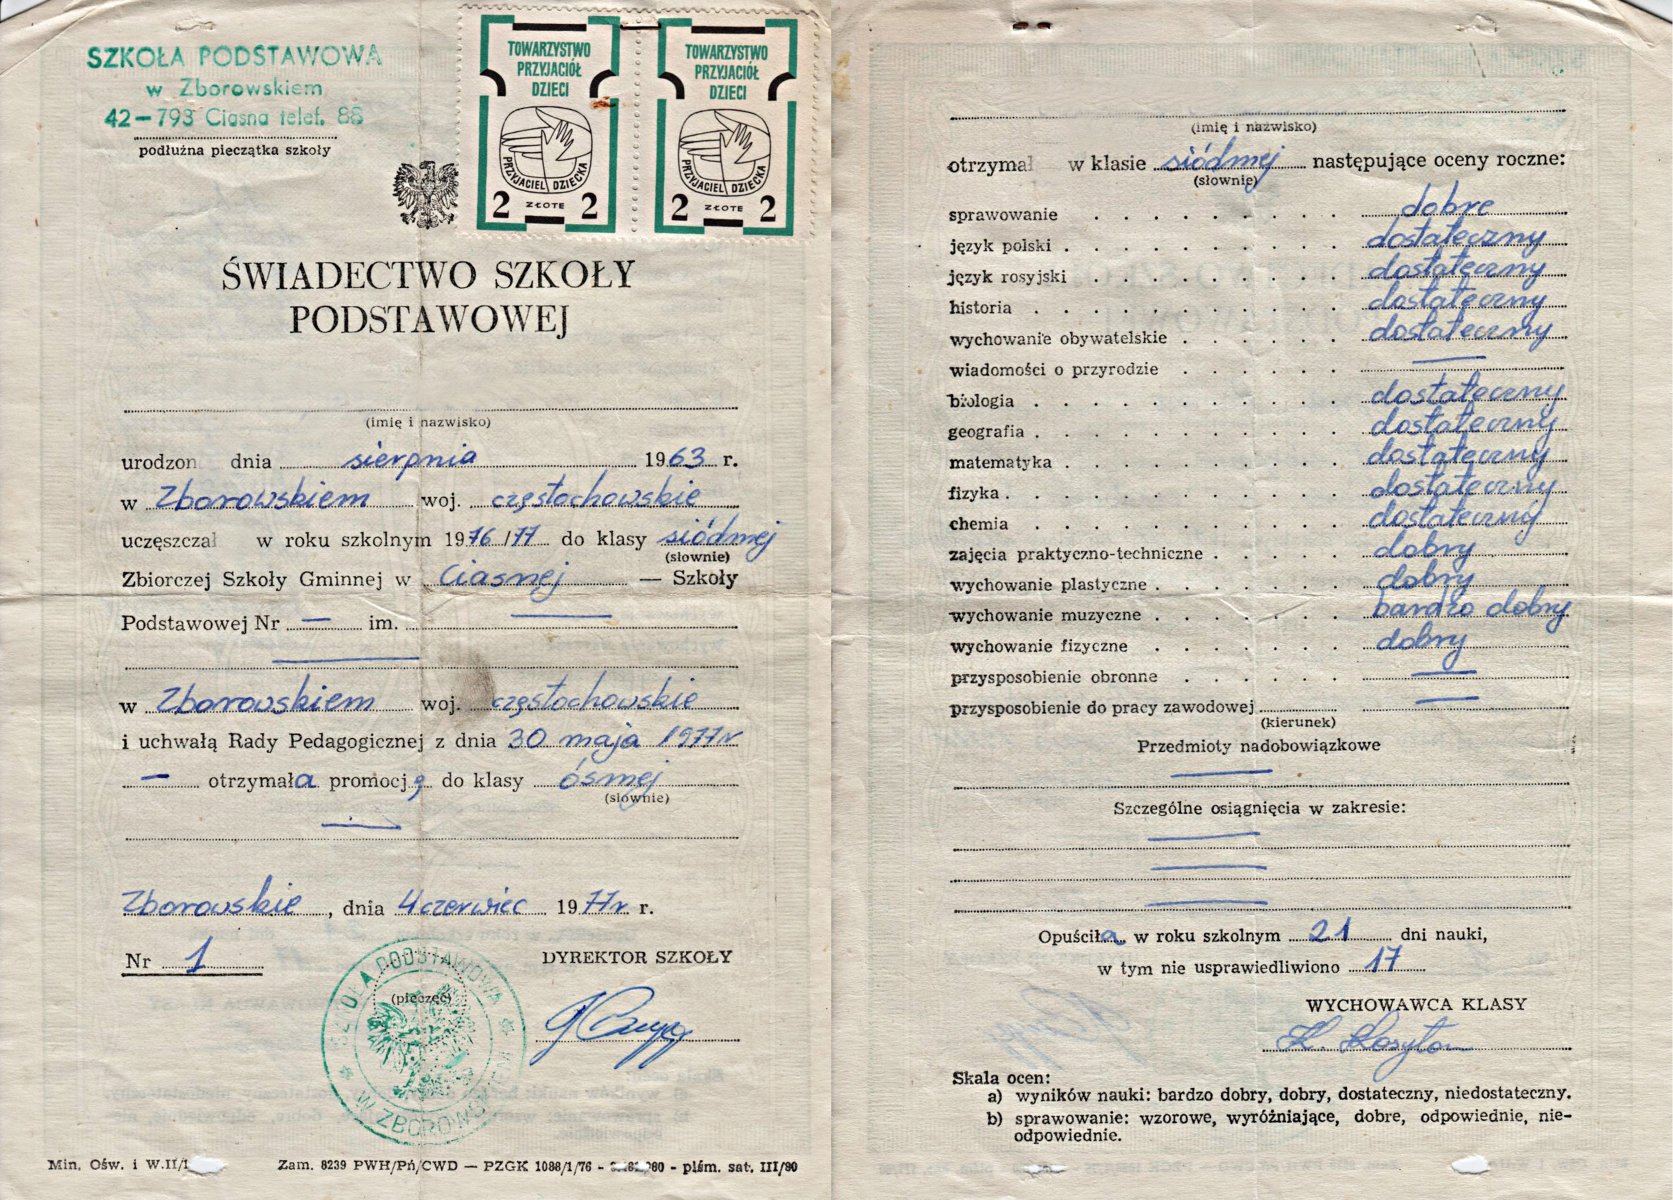 SZKOŁA PODSTAWOWA
w Zborowskiem
42-793 Ciasna telef. 88
podłużna pieczątka szkoły
TOWARZYSTWO
PRZYJACIÓŁ
DZIECI
PRZYJACIEL DZIECKA
2 ZŁOTE 2
TOWARZYSTWO
PRZYJACIÓŁ
DZIECI
PRZYJACIEL DZIECKA
2 ZŁOTE 2
ŚWIADECTWO SZKOŁY
PODSTAWOWEJ
(imię i nazwisko)
urodzon dnia sierpnia 1963 r.
w Zborowskiem woj. częstochowskie
uczęszczał w roku szkolnym 1976/77 do klasy siódmej
(słownie)
Zbiorczej Szkoły Gminnej w Ciasnej — Szkoły
Podstawowej Nr — im. —
w Zborowskiem woj. częstochowskie
i uchwałą Rady Pedagogicznej z dnia 30 maja 1977r
— otrzymała promocję do klasy ósmej
(słownie)
Zborowskie, dnia 4 czerwiec 1977r r.
Nr 1
DYREKTOR SZKOŁY
(pieczęć)
SZKOŁA PODSTAWOWA
W ZBOROWSKIEM
Min. Ośw. i W.II/1
Zam. 8239 PWH/Pń/CWD — PZGK 1088/1/76 - - piśm. sat. III/80
(imię i nazwisko)
otrzymał w klasie siódmej następujące oceny roczne:
(słownie)
sprawowanie . . . . . . . . . dobre
język polski . . . . . . . . . . dostateczny
język rosyjski . . . . . . . . . dostateczny
historia . . . . . . . . . . . dostateczny
wychowanie obywatelskie . . . . . . dostateczny
wiadomości o przyrodzie . . . . . . —
biologia . . . . . . . . . . . dostateczny
geografia . . . . . . . . . . . dostateczny
matematyka . . . . . . . . . . dostateczny
fizyka . . . . . . . . . . . . dostateczny
chemia . . . . . . . . . . . dostateczny
zajęcia praktyczno-techniczne . . . . . dobry
wychowanie plastyczne . . . . . . . dobry
wychowanie muzyczne . . . . . . . bardzo dobry
wychowanie fizyczne . . . . . . . dobry
przysposobienie obronne . . . . . . —
przysposobienie do pracy zawodowej —
(kierunek)
Przedmioty nadobowiązkowe
—
Szczególne osiągnięcia w zakresie:
—
—
—
Opuściła w roku szkolnym 21 dni nauki,
w tym nie usprawiedliwiono 17
WYCHOWAWCA KLASY
Skala ocen:
a) wyników nauki: bardzo dobry, dobry, dostateczny, niedostateczny.
b) sprawowanie: wzorowe, wyróżniające, dobre, odpowiednie, nie-
odpowiednie.